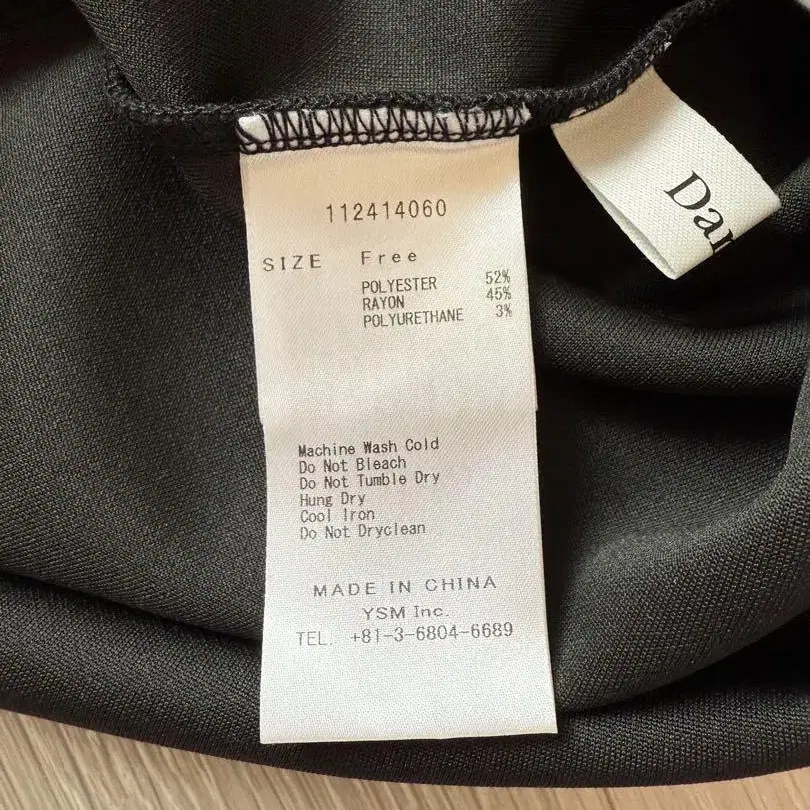 112414060
SIZE Free
POLYESTER 52%
RAYON 45%
POLYURETHANE 3%
Machine Wash Cold
Do Not Bleach
Do Not Tumble Dry
Hung Dry
Cool Iron
Do Not Dryclean
MADE IN CHINA
YSM Inc.
TEL. +81-3-6804-6689